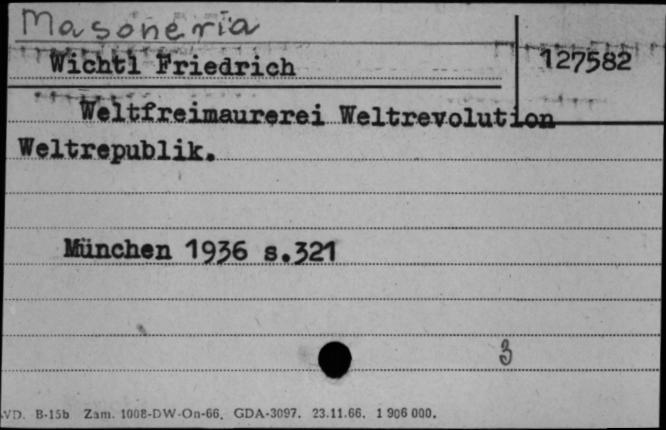 Masoneria
Wichtl Friedrich
127582
Weltfreimaurerei Weltrevolution
Weltrepublik.
München 1936 s.321
3
VD. B-15b Zam. 1008-DW-On-66. GDA-3097. 23.11.66. 1 906 000.